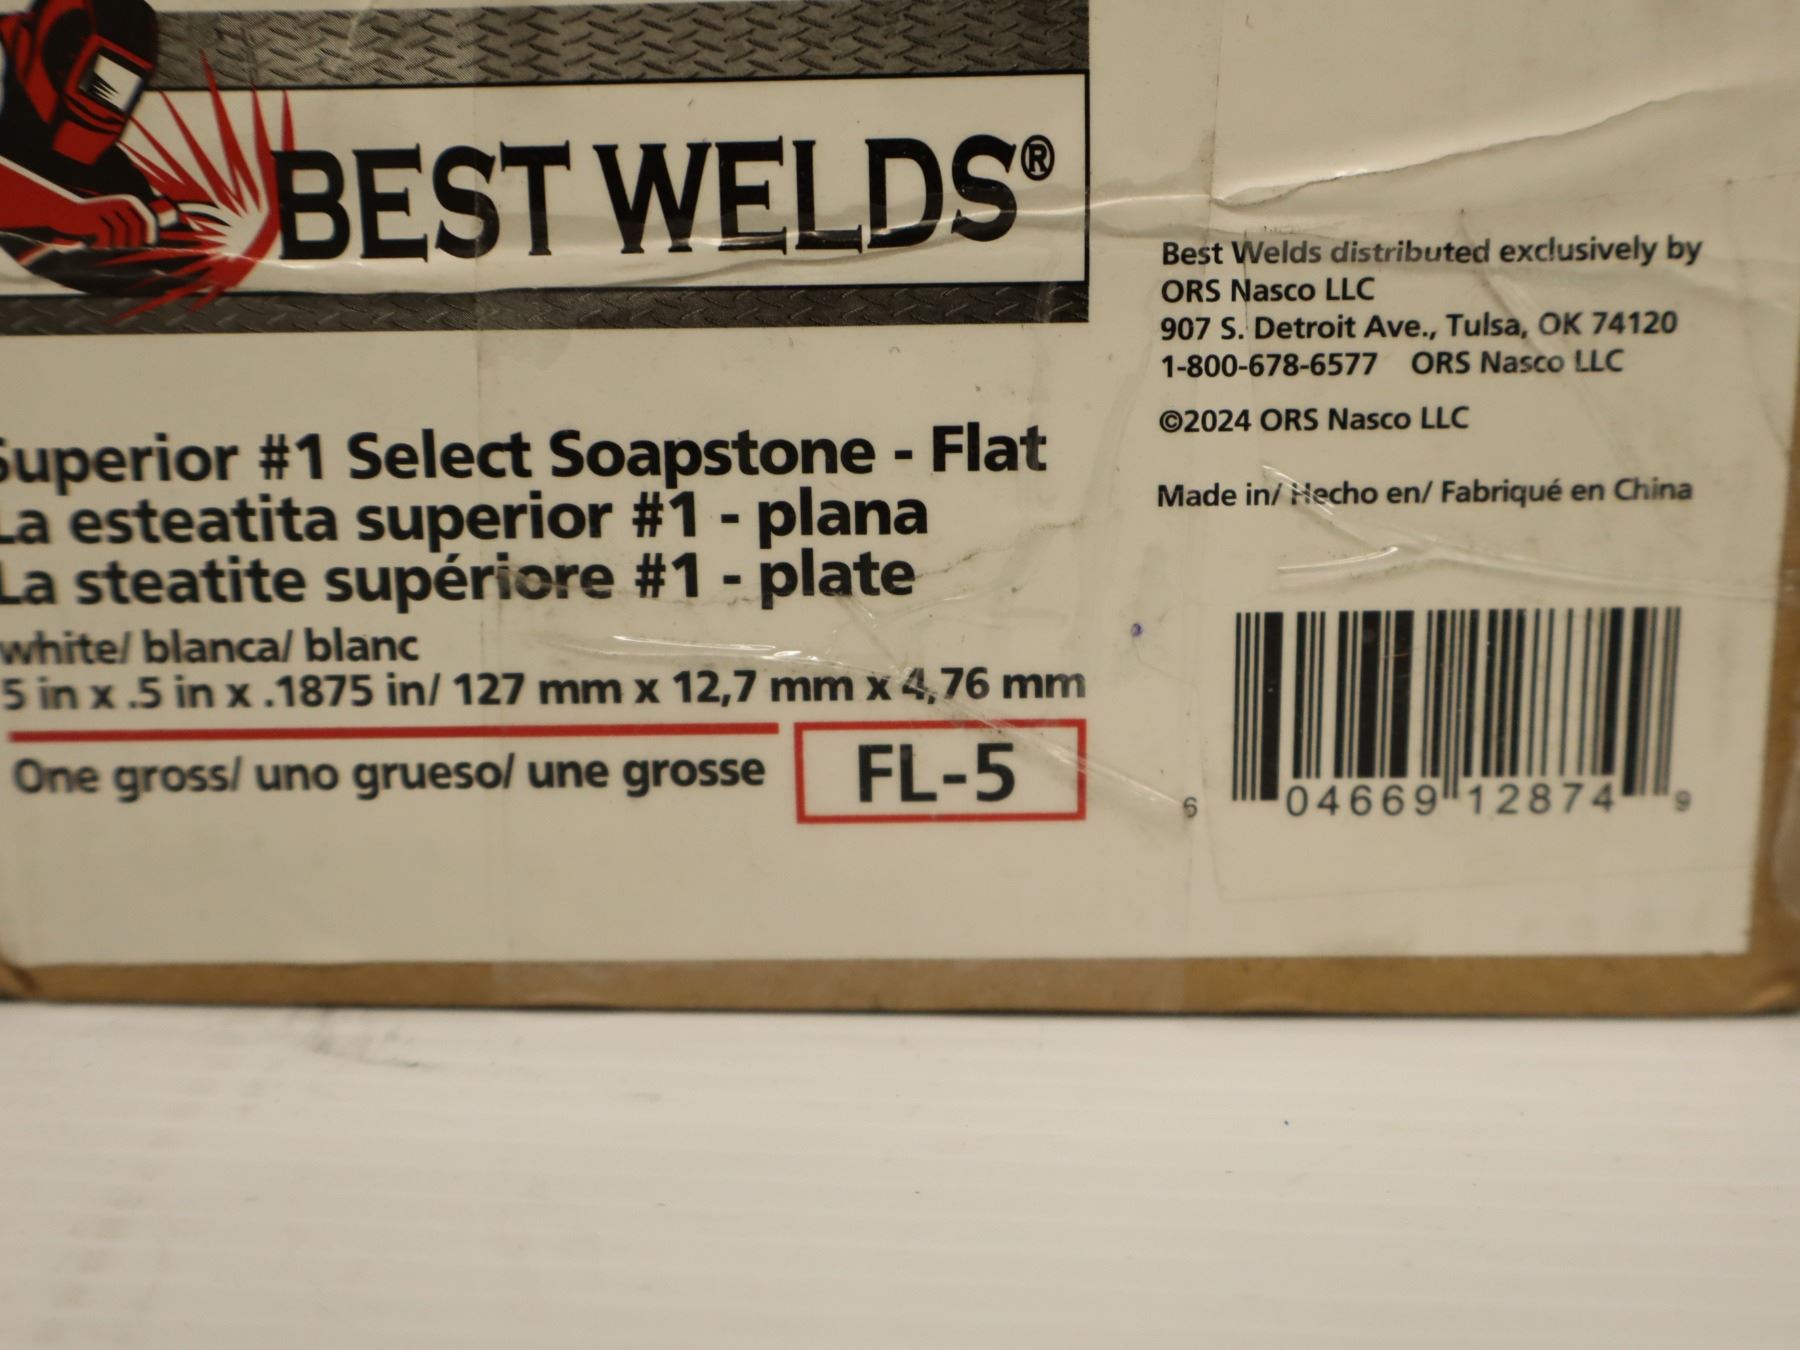 BEST WELDS®
Superior #1 Select Soapstone - Flat
La esteatita superior #1 - plana
La steatite supériore #1 - plate
white/ blanca/ blanc
5 in x .5 in x .1875 in/ 127 mm x 12,7 mm x 4,76 mm
One gross/ uno grueso/ une grosse
FL-5
Best Welds distributed exclusively by
ORS Nasco LLC
907 S. Detroit Ave., Tulsa, OK 74120
1-800-678-6577 ORS Nasco LLC
©2024 ORS Nasco LLC
Made in/ Hecho en/ Fabriqué en China
6 04669 12874 9